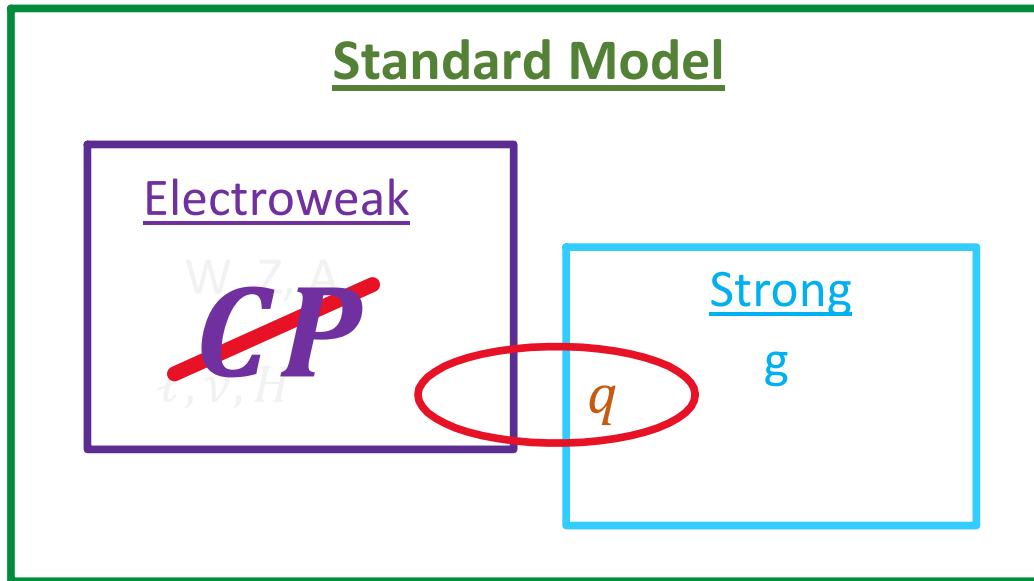 Standard Model
Electroweak
W, Z, A
CP
ℓ, ν, H
Strong
g
q